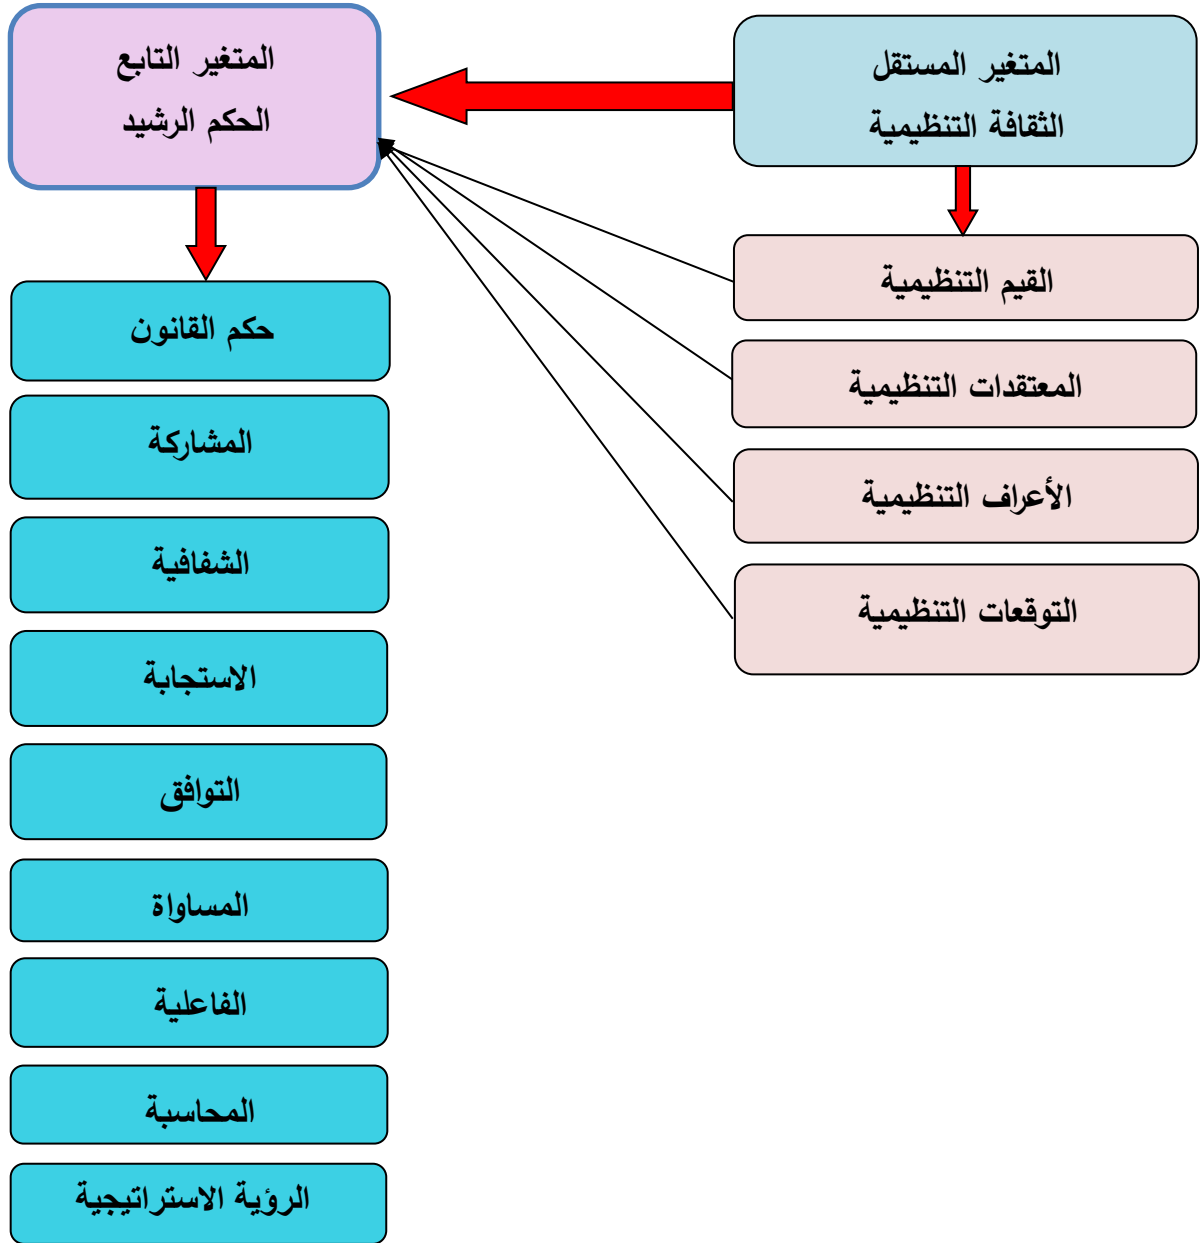 المتغير المستقل
الثقافة التنظيمية
القيم التنظيمية
المعتقدات التنظيمية
الأعراف التنظيمية
التوقعات التنظيمية
المتغير التابع
الحكم الرشيد
حكم القانون
المشاركة
الشفافية
الاستجابة
التوافق
المساواة
الفاعلية
المحاسبة
الرؤية الاستراتيجية